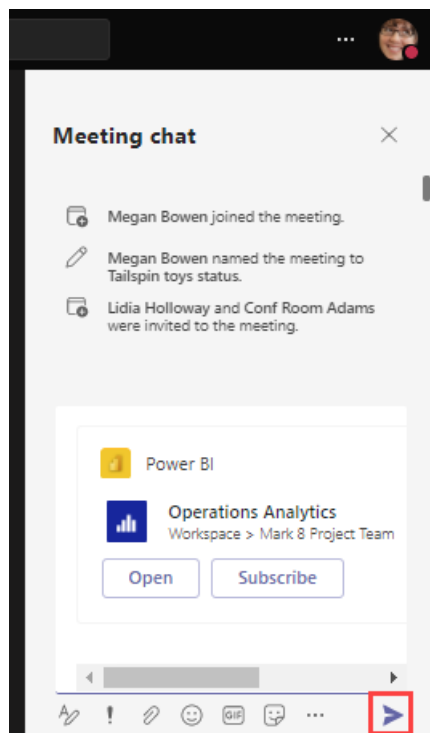 Meeting chat
Megan Bowen joined the meeting.
Megan Bowen named the meeting to
Tailspin toys status.
Lidia Holloway and Conf Room Adams
were invited to the meeting.
Power BI
Operations Analytics
Workspace > Mark 8 Project Team
Open Subscribe
GIF